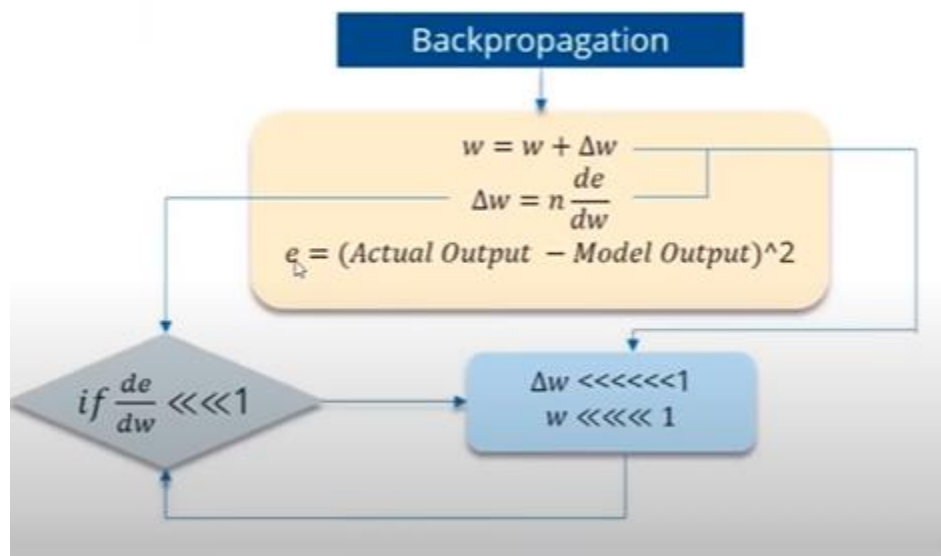 Backpropagation
w = w + Δw
Δw = n de/dw
e = (Actual Output − Model Output)^2
if de/dw ⋘1
Δw <<<<<<1
w ⋘≪ 1